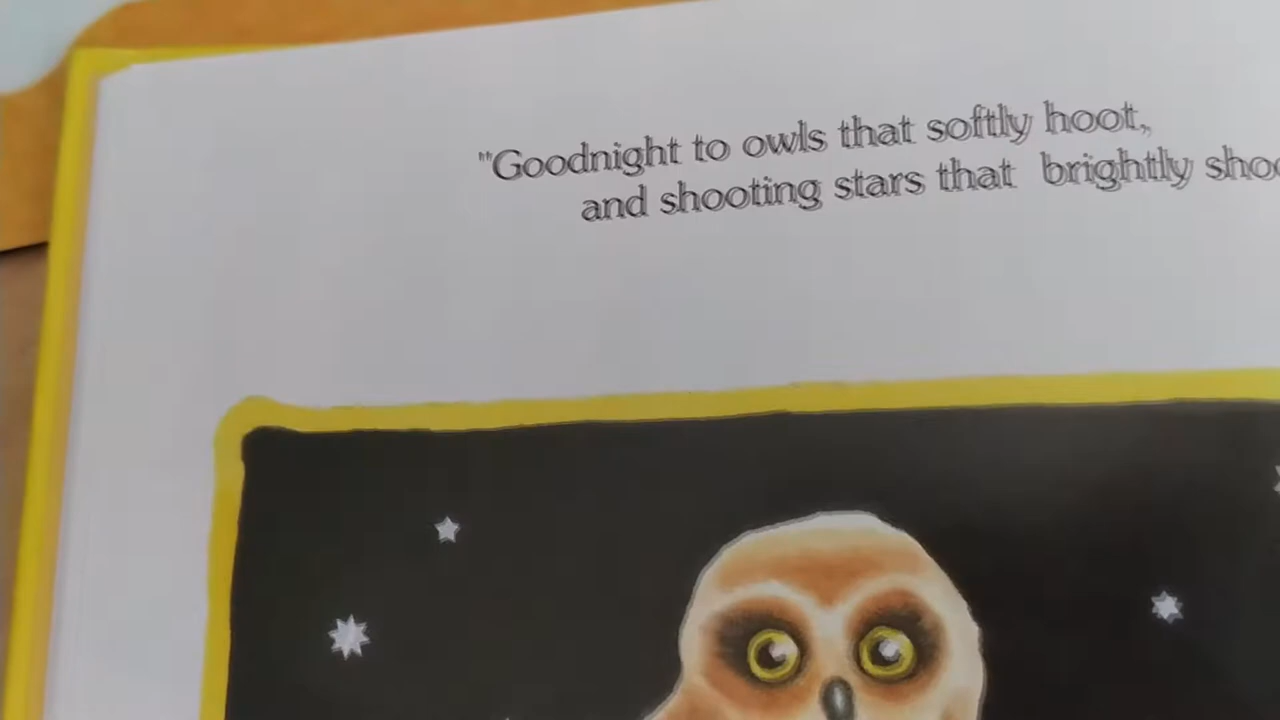 "Goodnight to owls that softly hoot,
and shooting stars that brightly